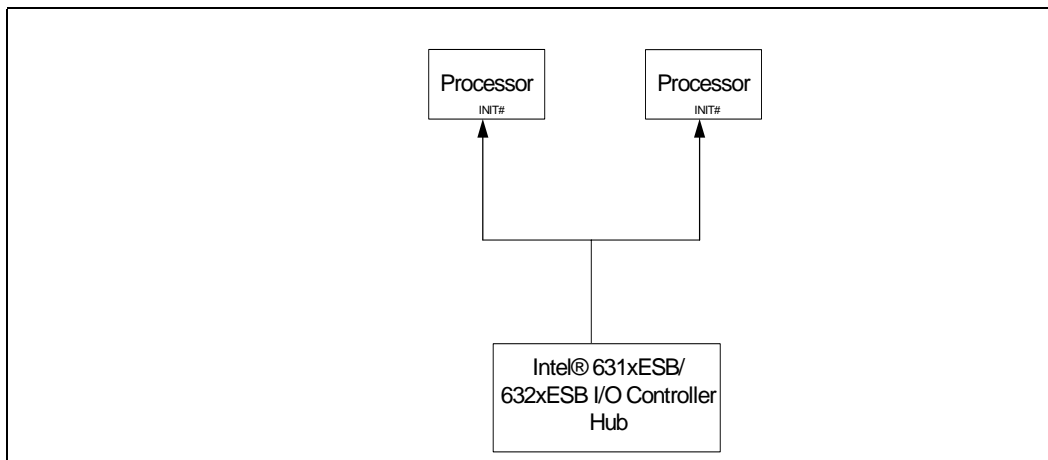 Processor
INIT#
Processor
INIT#
Intel® 631xESB/
632xESB I/O Controller
Hub